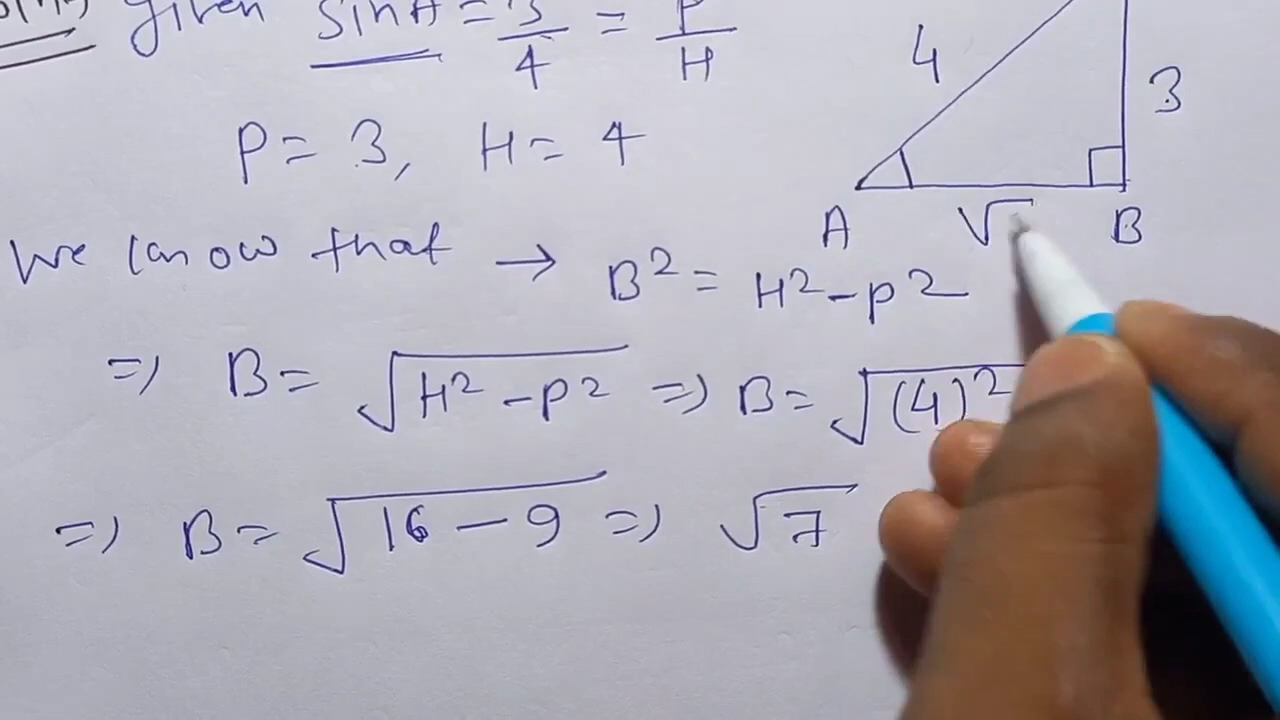 Given SinA = 3/4 = P/H
P = 3, H = 4
4
3
A √ B
We know that → B² = H² - P²
=> B = √H² - P² => B = √(4)²
=> B = √16 - 9 => √7